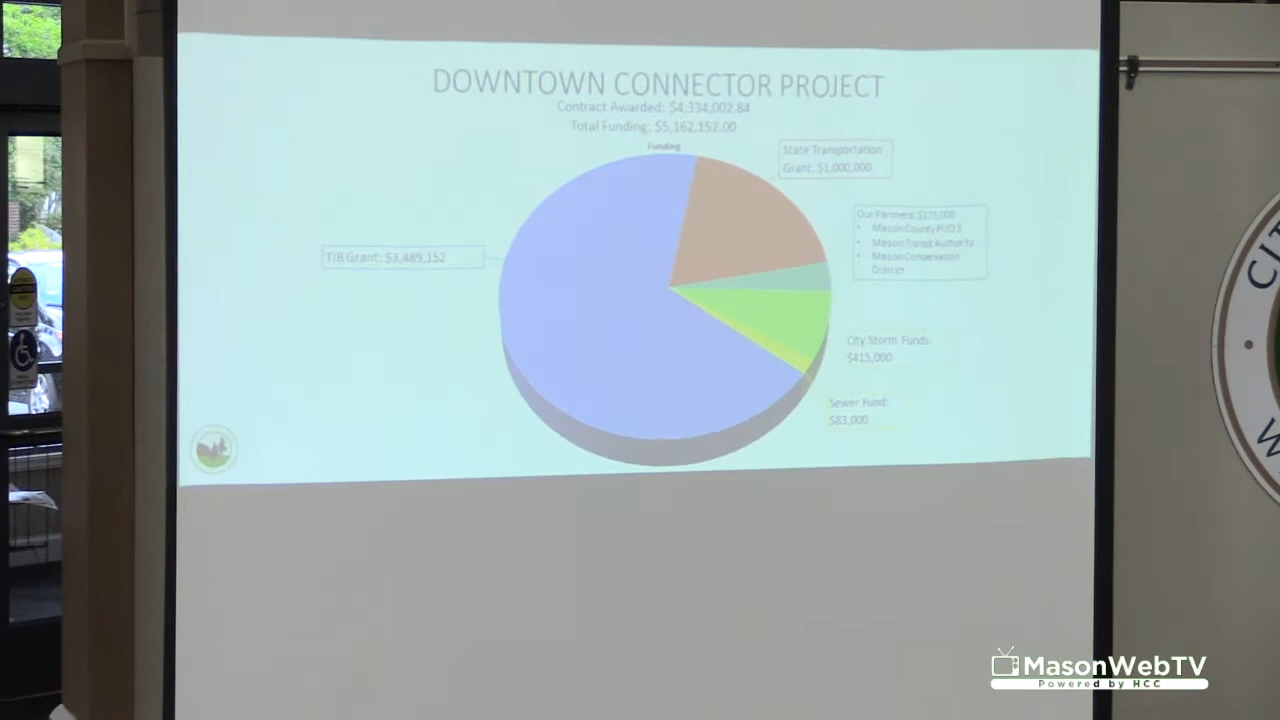 DOWNTOWN CONNECTOR PROJECT
Contract Awarded: $4,334,002.84
Total Funding: $5,162,152.00
Funding
State Transportation
Grant: $1,000,000
Our Partners: $175,000
• Mason County PUD 3
• Mason Transit Authority
• Mason Conservation
District
TIB Grant: $3,489,152
City Storm Funds:
$415,000
Sewer Fund:
$83,000
CIT
W
MasonWebTV
Powered by HCC